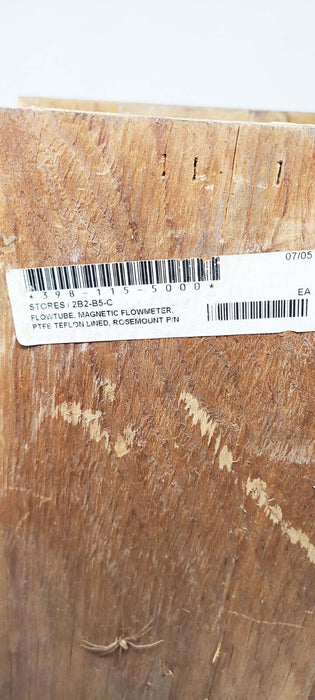 07/05
*398-115-5000*
STORES / 2B2-B5-C
EA
FLOWTUBE, MAGNETIC FLOWMETER,
PTFE TEFLON LINED, ROSEMOUNT P/N